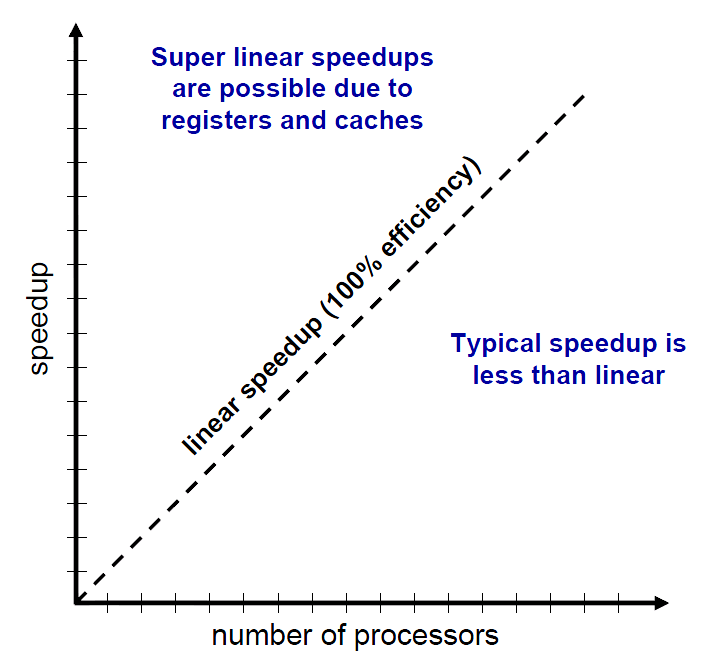 Super linear speedups
are possible due to
registers and caches
linear speedup (100% efficiency)
speedup
Typical speedup is
less than linear
number of processors